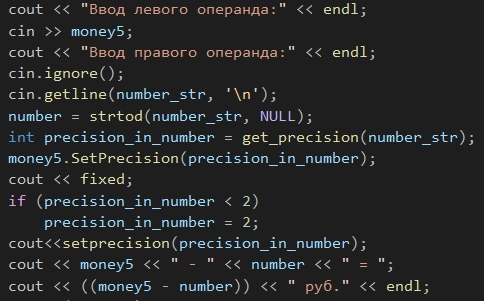 cout << "Ввод левого операнда:" << endl;
cin >> money5;
cout << "Ввод правого операнда:" << endl;
cin.ignore();
cin.getline(number_str, '\n');
number = strtod(number_str, NULL);
int precision_in_number = get_precision(number_str);
money5.SetPrecision(precision_in_number);
cout << fixed;
if (precision_in_number < 2)
    precision_in_number = 2;
cout<<setprecision(precision_in_number);
cout << money5 << " - " << number << " = ";
cout << ((money5 - number)) << " руб." << endl;